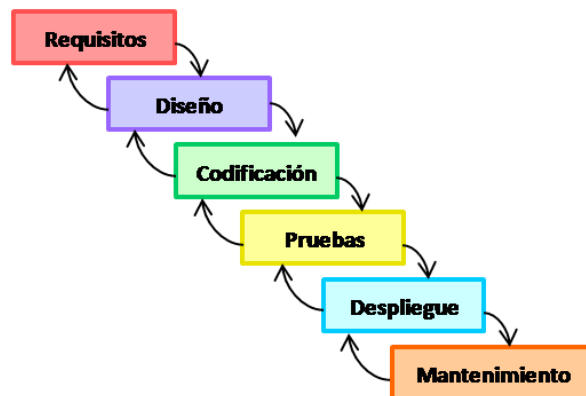 Requisitos
Diseño
Codificación
Pruebas
Despliegue
Mantenimiento